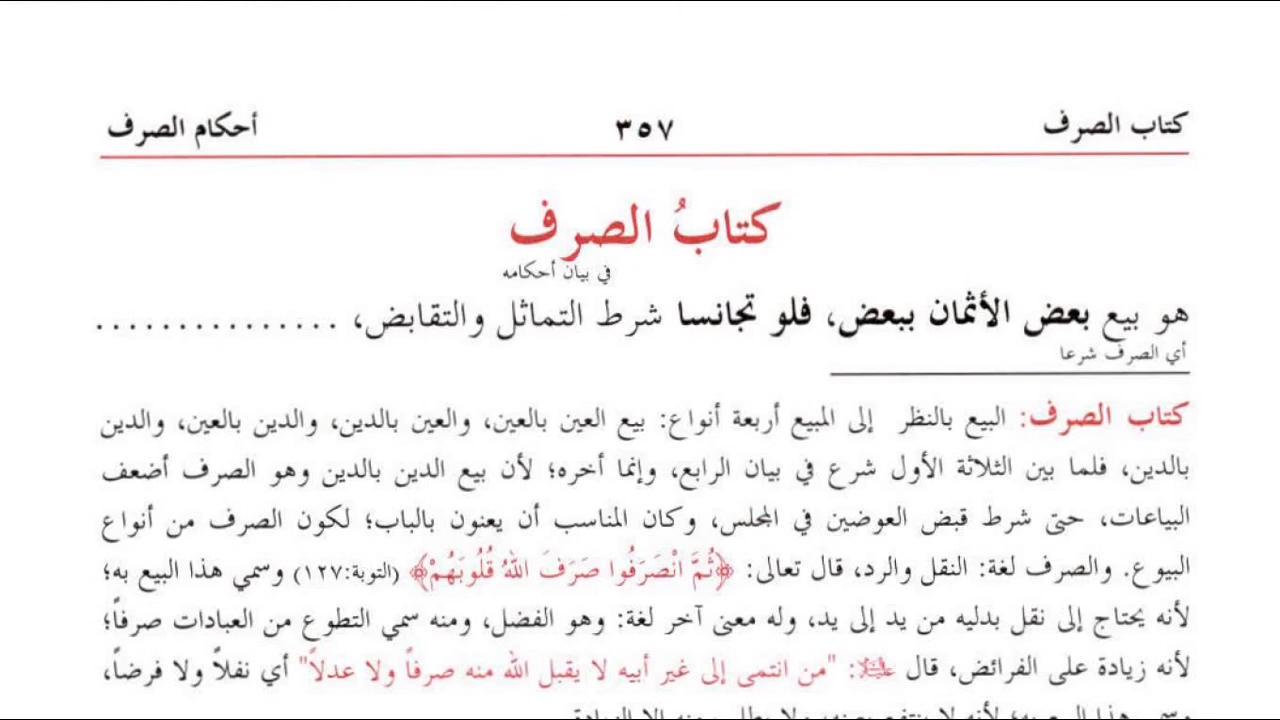 كتاب الصرف ٣٥٧ أحكام الصرف
كتابُ الصرف
في بيان أحكامه
هو بيع بعض الأثمان ببعض، فلو تجانسا شرط التماثل والتقابض، ...............
أي الصرف شرعا
كتاب الصرف: البيع بالنظر إلى المبيع أربعة أنواع: بيع العين بالعين، والعين بالدين، والدين بالعين، والدين
بالدين، فلما بين الثلاثة الأول شرع في بيان الرابع، وإنما أخره؛ لأن بيع الدين بالدين وهو الصرف أضعف
البياعات، حتى شرط قبض العوضين في المجلس، وكان المناسب أن يعنون بالباب؛ لكون الصرف من أنواع
البيوع. والصرف لغة: النقل والرد، قال تعالى: ﴿ثُمَّ انْصَرَفُوا صَرَفَ اللهُ قُلُوبَهُمْ﴾ (التوبة:١٢٧) وسمي هذا البيع به؛
لأنه يحتاج إلى نقل بدليه من يد إلى يد، وله معنى آخر لغة: وهو الفضل، ومنه سمي التطوع من العبادات صرفاً؛
لأنه زيادة على الفرائض، قال: "من انتمى إلى غير أبيه لا يقبل الله منه صرفاً ولا عدلاً" أي نفلاً ولا فرضاً،